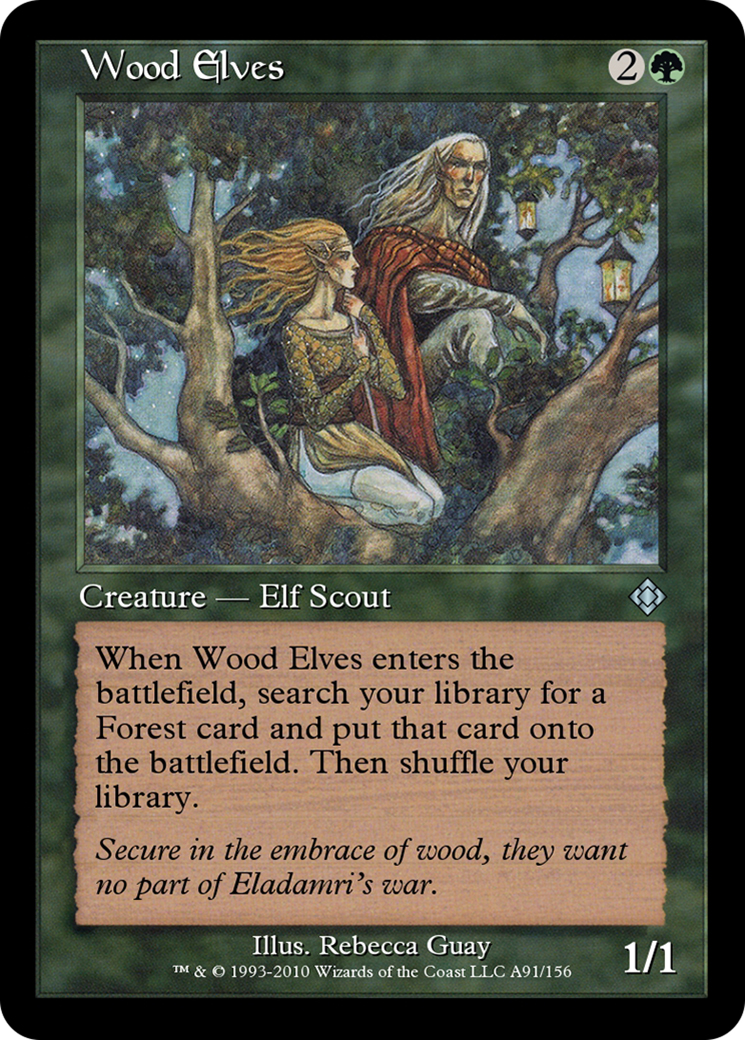 Wood Elves 2
Creature — Elf Scout
When Wood Elves enters the
battlefield, search your library for a
Forest card and put that card onto
the battlefield. Then shuffle your
library.
Secure in the embrace of wood, they want
no part of Eladamri's war.
Illus. Rebecca Guay
™ & © 1993-2010 Wizards of the Coast LLC A91/156
1/1